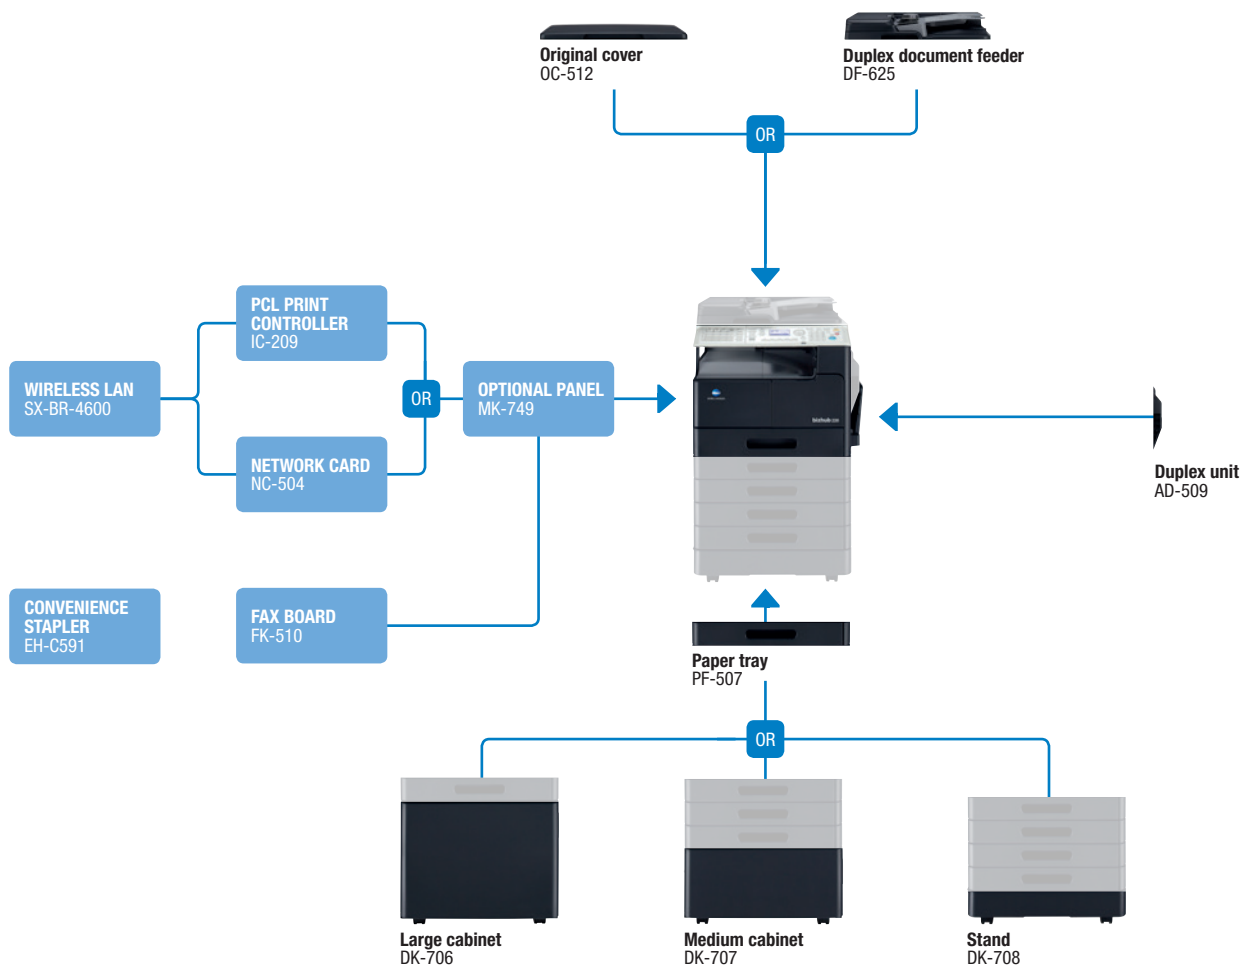 Original cover
OC-512
Duplex document feeder
DF-625
OR
PCL PRINT
CONTROLLER
IC-209
WIRELESS LAN
SX-BR-4600
OR
OPTIONAL PANEL
MK-749
NETWORK CARD
NC-504
Duplex unit
AD-509
CONVENIENCE
STAPLER
EH-C591
FAX BOARD
FK-510
Paper tray
PF-507
OR
Large cabinet
DK-706
Medium cabinet
DK-707
Stand
DK-708